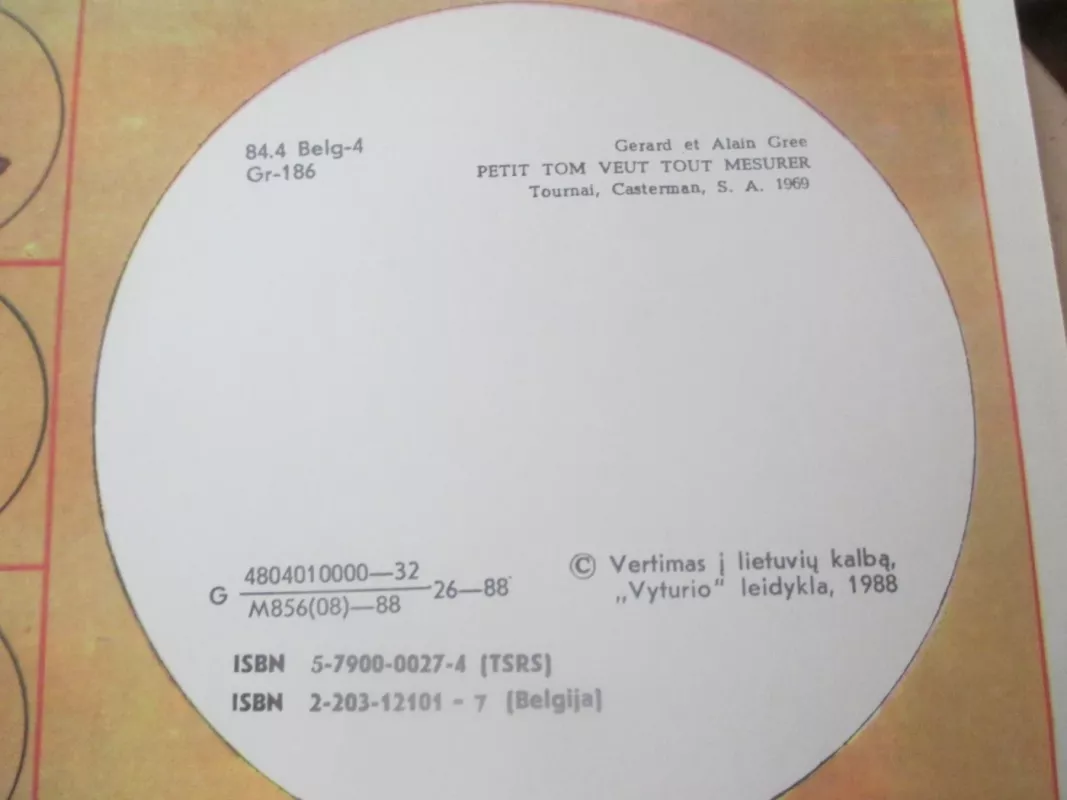 84.4 Belg-4
Gr-186
Gerard et Alain Gree
PETIT TOM VEUT TOUT MESURER
Tournai, Casterman, S. A. 1969
G 4804010000—32
M856(08)—88
26—88
© Vertimas į lietuvių kalbą,
„Vyturio“ leidykla, 1988
ISBN 5-7900-0027-4 (TSRS)
ISBN 2-203-12101 - 7 (Belgija)